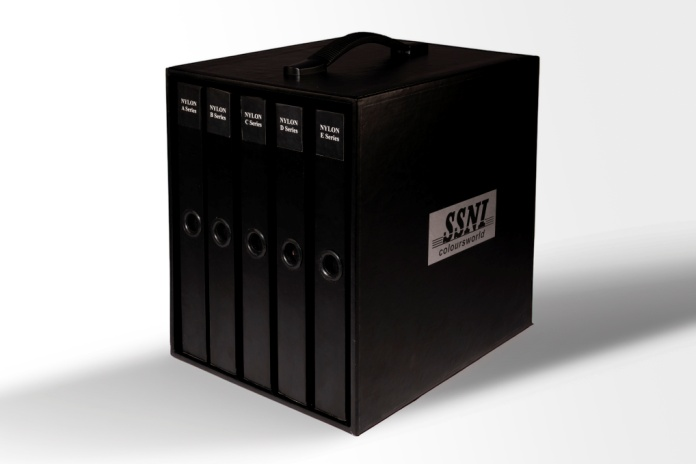 NYLON
A Series
NYLON
B Series
NYLON
C Series
NYLON
D Series
NYLON
E Series
SSNI
coloursworld